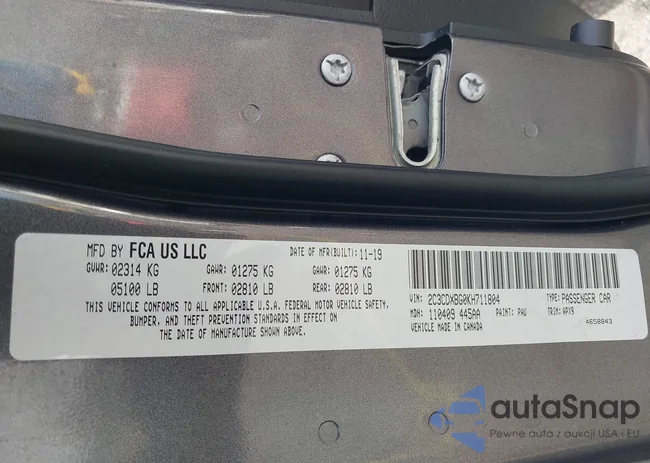 MFD BY FCA US LLC
DATE OF MFR(BUILT): 11-19
GVWR: 02314 KG GAWR: 01275 KG GAWR: 01275 KG
05100 LB FRONT: 02810 LB REAR: 02810 LB
THIS VEHICLE CONFORMS TO ALL APPLICABLE U.S.A. FEDERAL MOTOR VEHICLE SAFETY,
BUMPER, AND THEFT PREVENTION STANDARDS IN EFFECT ON
THE DATE OF MANUFACTURE SHOWN ABOVE.
VIN: 2C3CDXBG0KH711804 TYPE: PASSENGER CAR
MDH: 110409 445AA PAINT: PAU TRIM: APX9
VEHICLE MADE IN CANADA 4658843
autaSnap
Pewne auta z aukcji USA i EU